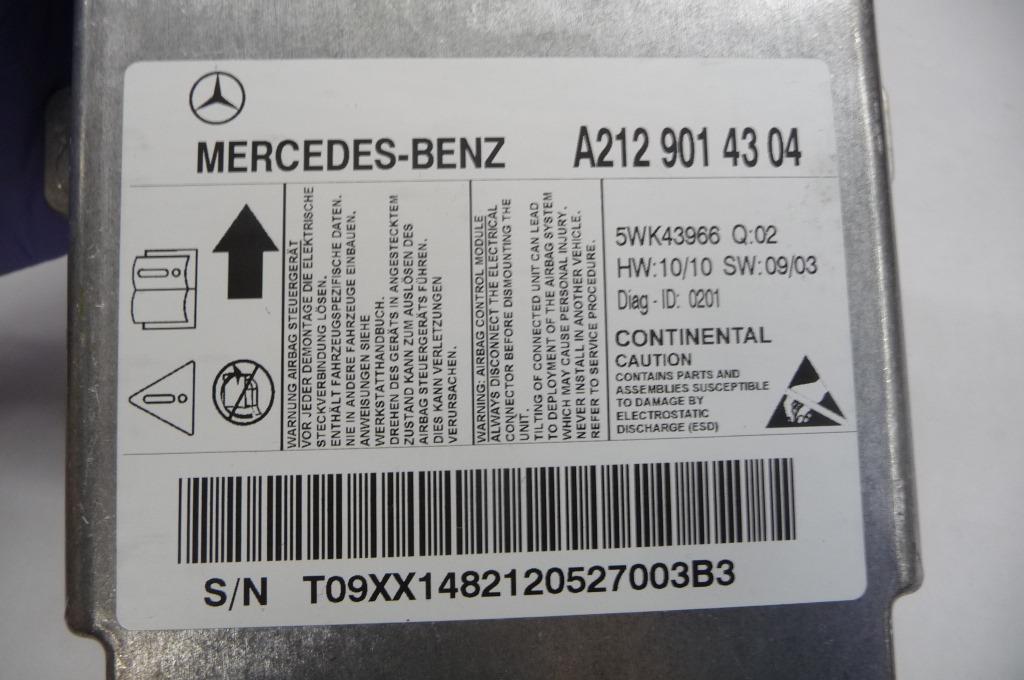 MERCEDES-BENZ A212 901 43 04
WARNUNG AIRBAG STEUERGERÄT
VOR JEDER DEMONTAGE DIE ELEKTRISCHE
STECKVERBINDUNG LÖSEN.
ENTHÄLT FAHRZEUGSPEZIFISCHE DATEN.
NIE IN ANDERE FAHRZEUGE EINBAUEN.
ANWEISUNGEN SIEHE
WERKSTATTHANDBUCH.
DREHEN DES GERÄTS IN ANGESTECKTEM
ZUSTAND KANN ZUM AUSLÖSEN DES
AIRBAG STEUERGERÄTS FÜHREN.
DIES KANN VERLETZUNGEN
VERURSACHEN.
WARNING: AIRBAG CONTROL MODULE
ALWAYS DISCONNECT THE ELECTRICAL
CONNECTOR BEFORE DISMOUNTING THE
UNIT.
TILTING OF CONNECTED UNIT CAN LEAD
TO DEPLOYMENT OF THE AIRBAG SYSTEM
WHICH MAY CAUSE PERSONAL INJURY.
NEVER INSTALL IN ANOTHER VEHICLE.
REFER TO SERVICE PROCEDURE.
5WK43966 Q:02
HW:10/10 SW:09/03
Diag - ID: 0201
CONTINENTAL
CAUTION
CONTAINS PARTS AND
ASSEMBLIES SUSCEPTIBLE
TO DAMAGE BY
ELECTROSTATIC
DISCHARGE (ESD)
S/N T09XX1482120527003B3